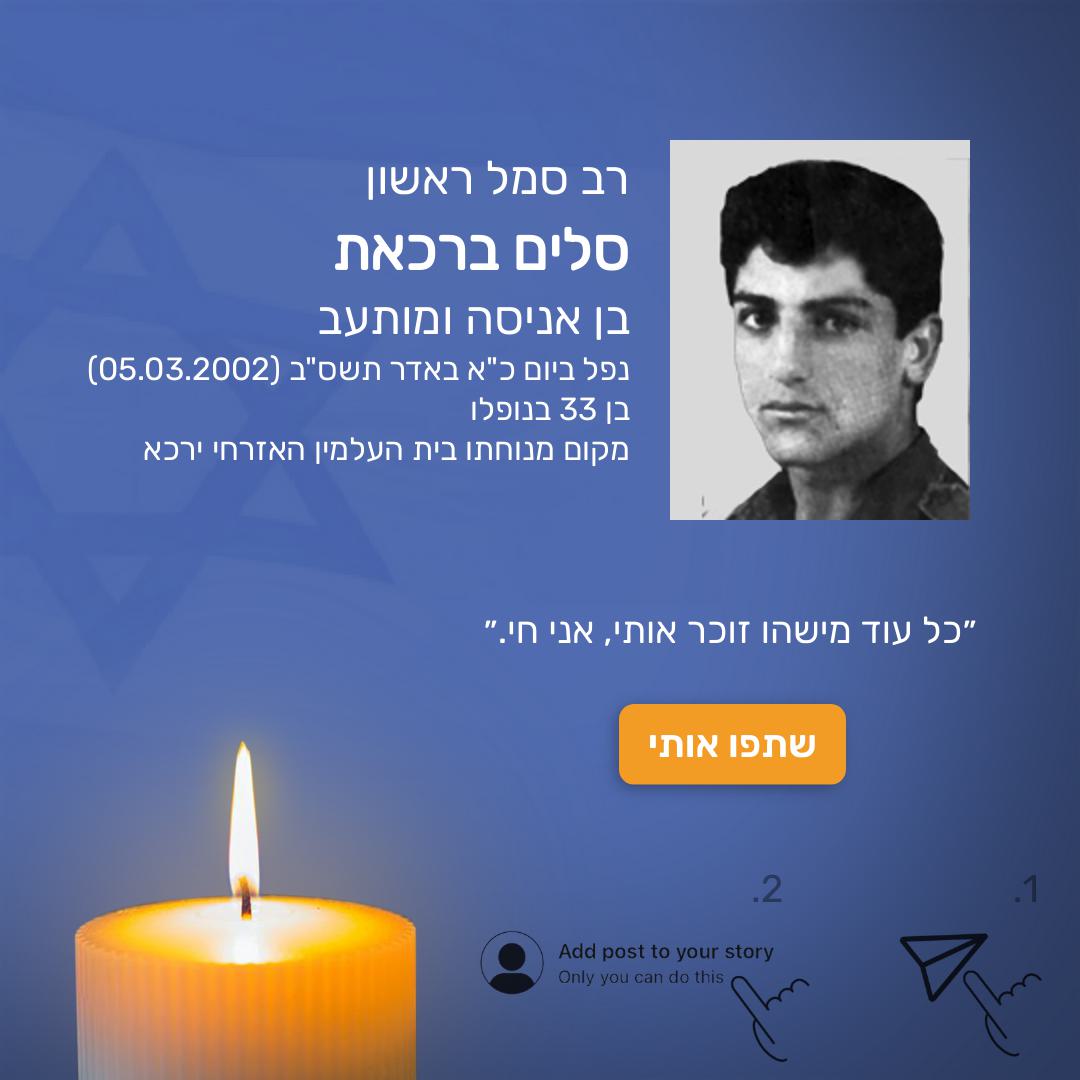 רב סמל ראשון
סלים ברכאת
בן אניסה ומותעב
נפל ביום כ"א באדר תשס"ב (05.03.2002)
בן 33 בנופלו
מקום מנוחתו בית העלמין האזרחי ירכא
״כל עוד מישהו זוכר אותי, אני חי.״
שתפו אותי
1.
2.
Add post to your story
Only you can do this